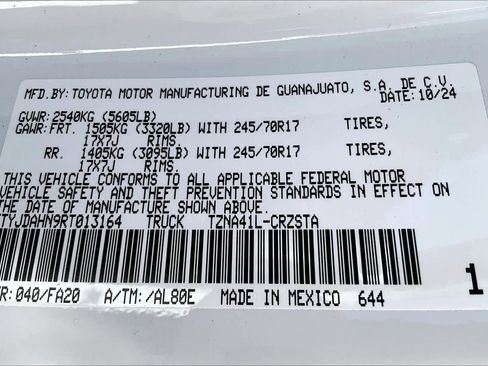 MFD.BY:TOYOTA MOTOR MANUFACTURING DE GUANAJUATO, S.A. DE C.V.
DATE:10/24
GVWR:2540KG (5605LB)
GAWR:FRT. 1505KG (3320LB) WITH 245/70R17 TIRES,
17X7J RIMS.
RR. 1405KG (3095LB) WITH 245/70R17 TIRES,
17X7J RIMS.
THIS VEHICLE CONFORMS TO ALL APPLICABLE FEDERAL MOTOR
VEHICLE SAFETY AND THEFT PREVENTION STANDARDS IN EFFECT ON
THE DATE OF MANUFACTURE SHOWN ABOVE.
TYJDAHN9RT013164 TRUCK TZNA41L-CRZSTA
R:040/FA20 A/TM: /AL80E MADE IN MEXICO 644
1